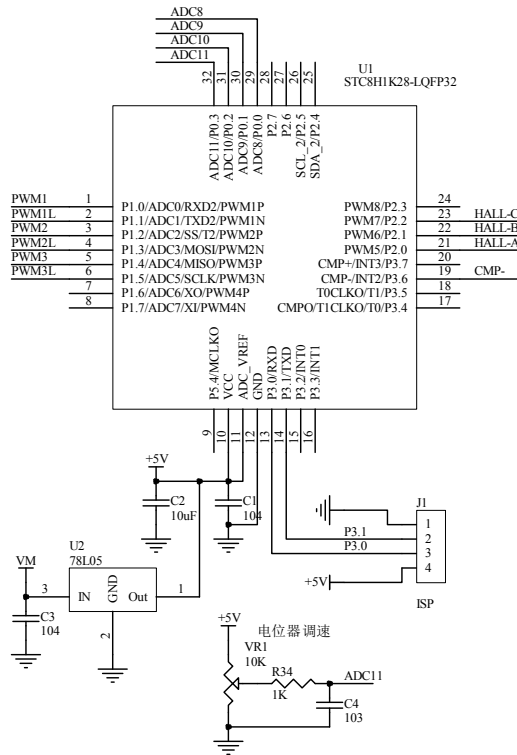 ADC8
ADC9
ADC10
ADC11
32
31
30
29
28
27
26
25
U1
STC8H1K28-LQFP32
ADC11/P0.3
ADC10/P0.2
ADC9/P0.1
ADC8/P0.0
P2.7
P2.6
SCL_2/P2.5
SDA_2/P2.4
PWM1 1 P1.0/ADC0/RXD2/PWM1P PWM8/P2.3 24
PWM1L 2 P1.1/ADC1/TXD2/PWM1N PWM7/P2.2 23 HALL-C
PWM2 3 P1.2/ADC2/SS/T2/PWM2P PWM6/P2.1 22 HALL-B
PWM2L 4 P1.3/ADC3/MOSI/PWM2N PWM5/P2.0 21 HALL-A
PWM3 5 P1.4/ADC4/MISO/PWM3P CMP+/INT3/P3.7 20
PWM3L 6 P1.5/ADC5/SCLK/PWM3N CMP-/INT2/P3.6 19 CMP-
7 P1.6/ADC6/XO/PWM4P T0CLKO/T1/P3.5 18
8 P1.7/ADC7/XI/PWM4N CMPO/T1CLKO/T0/P3.4 17
P5.4/MCLKO
VCC
ADC_VREF
GND
P3.0/RXD
P3.1/TXD
P3.2/INT0
P3.3/INT1
9
10
11
12
13
14
15
16
+5V
C2
10uF
C1
104
J1
1
P3.1 2
P3.0 3
4
+5V
ISP
U2
78L05
VM
3 IN GND Out 1
2
C3
104
+5V
电位器调速
VR1
10K
R34
1K
ADC11
C4
103